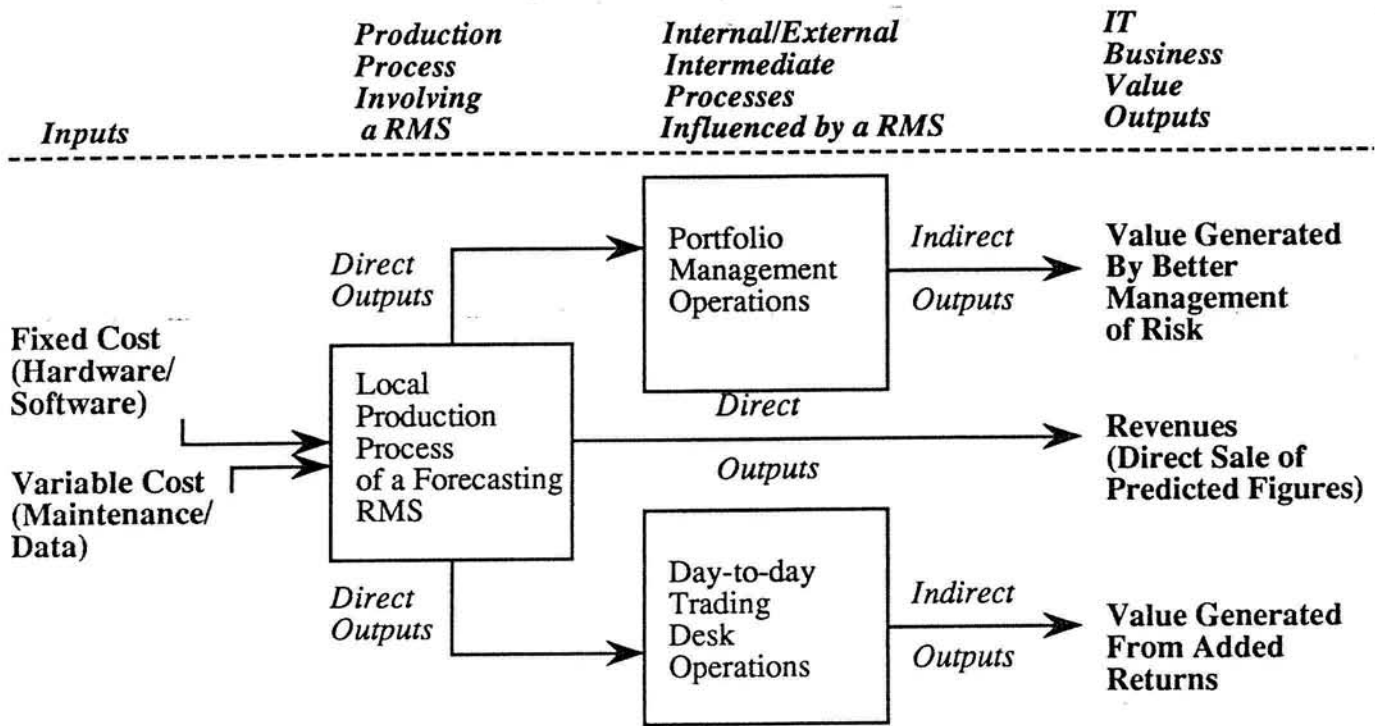 Inputs
Production
Process
Involving
a RMS
Internal/External
Intermediate
Processes
Influenced by a RMS
IT
Business
Value
Outputs
Fixed Cost
(Hardware/
Software)
Variable Cost
(Maintenance/
Data)
Direct
Outputs
Local
Production
Process
of a Forecasting
RMS
Direct
Outputs
Portfolio
Management
Operations
Direct
Outputs
Day-to-day
Trading
Desk
Operations
Indirect
Outputs
Indirect
Outputs
Value Generated
By Better
Management
of Risk
Revenues
(Direct Sale of
Predicted Figures)
Value Generated
From Added
Returns